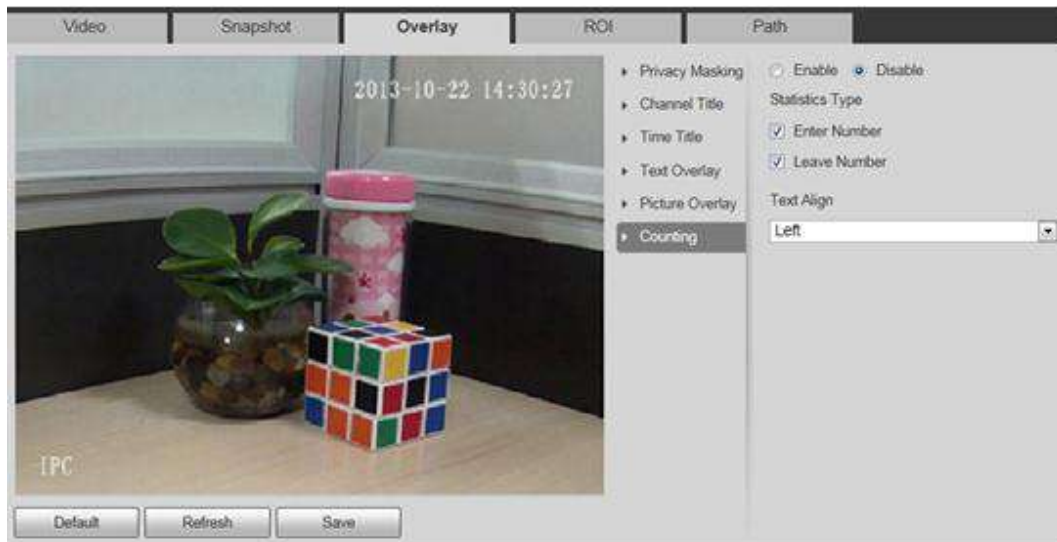 Video
Snapshot
Overlay
ROI
Path
2013-10-22 14:30:27
IPC
Privacy Masking
Channel Title
Time Title
Text Overlay
Picture Overlay
Counting
Enable
Disable
Statistics Type
Enter Number
Leave Number
Text Align
Left
Default
Refresh
Save